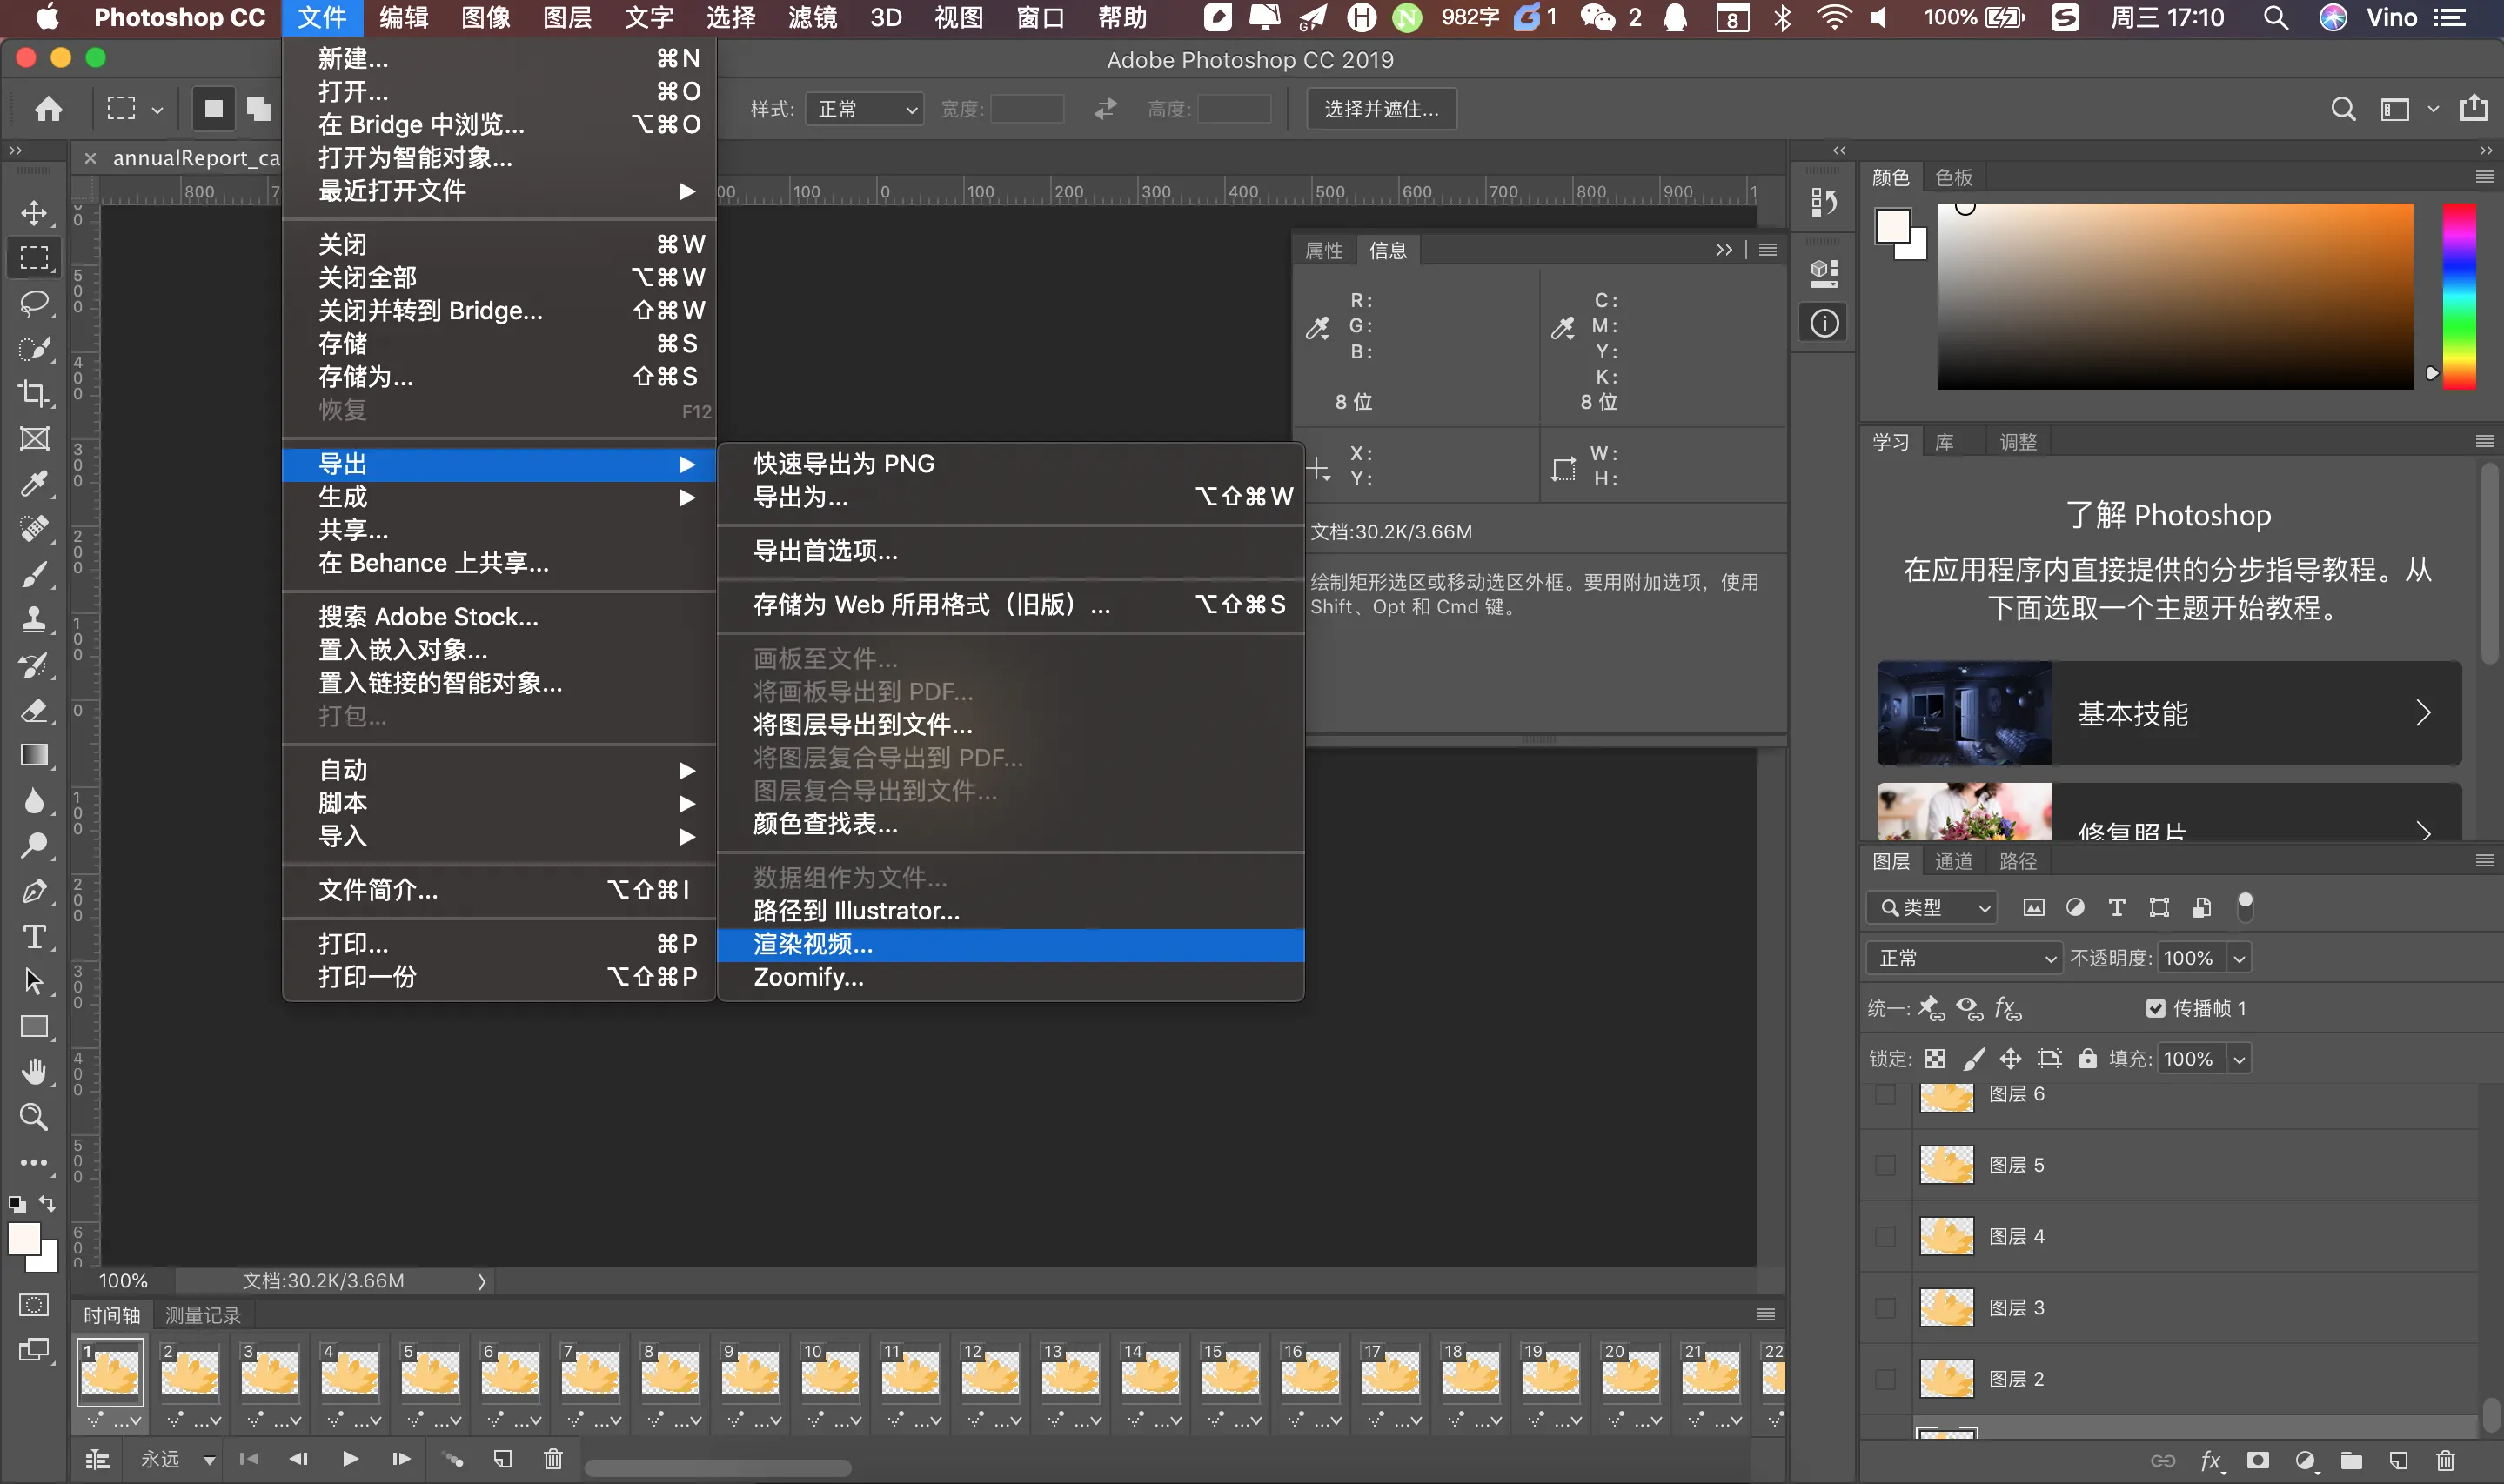 Photoshop CC 文件 编辑 图像 图层 文字 选择 滤镜 3D 视图 窗口 帮助 982字 1 2 8 100% 周三 17:10 Vino
Adobe Photoshop CC 2019
样式: 正常 宽度: 高度: 选择并遮住...
annualReport_ca
新建... ⌘N
打开... ⌘O
在 Bridge 中浏览... ⌥⌘O
打开为智能对象...
最近打开文件 ▶
关闭 ⌘W
关闭全部 ⌥⌘W
关闭并转到 Bridge... ⇧⌘W
存储 ⌘S
存储为... ⇧⌘S
恢复 F12
导出 ▶
生成 ▶
共享...
在 Behance 上共享...
搜索 Adobe Stock...
置入嵌入对象...
置入链接的智能对象...
打包...
自动 ▶
脚本 ▶
导入 ▶
文件简介... ⌥⇧⌘I
打印... ⌘P
打印一份 ⌥⇧⌘P
快速导出为 PNG
导出为... ⌥⇧⌘W
导出首选项...
存储为 Web 所用格式（旧版）... ⌥⇧⌘S
画板至文件...
将画板导出到 PDF...
将图层导出到文件...
将图层复合导出到 PDF...
图层复合导出到文件...
颜色查找表...
数据组作为文件...
路径到 Illustrator...
渲染视频...
Zoomify...
800 100 0 100 200 300 400 500 600 700 800 900
500
400
300
200
100
0
100
200
300
400
500
600
属性 信息
R: C:
G: M:
B: Y:
K:
8 位 8 位
X: W:
Y: H:
文档:30.2K/3.66M
绘制矩形选区或移动选区外框。要用附加选项，使用
Shift、Opt 和 Cmd 键。
颜色 色板
学习 库 调整
了解 Photoshop
在应用程序内直接提供的分步指导教程。从
下面选取一个主题开始教程。
基本技能
修复照片
图层 通道 路径
类型
正常 不透明度: 100%
统一: 传播帧 1
锁定: 填充: 100%
图层 6
图层 5
图层 4
图层 3
图层 2
100% 文档:30.2K/3.66M
时间轴 测量记录
1 2 3 4 5 6 7 8 9 10 11 12 13 14 15 16 17 18 19 20 21 22
永远